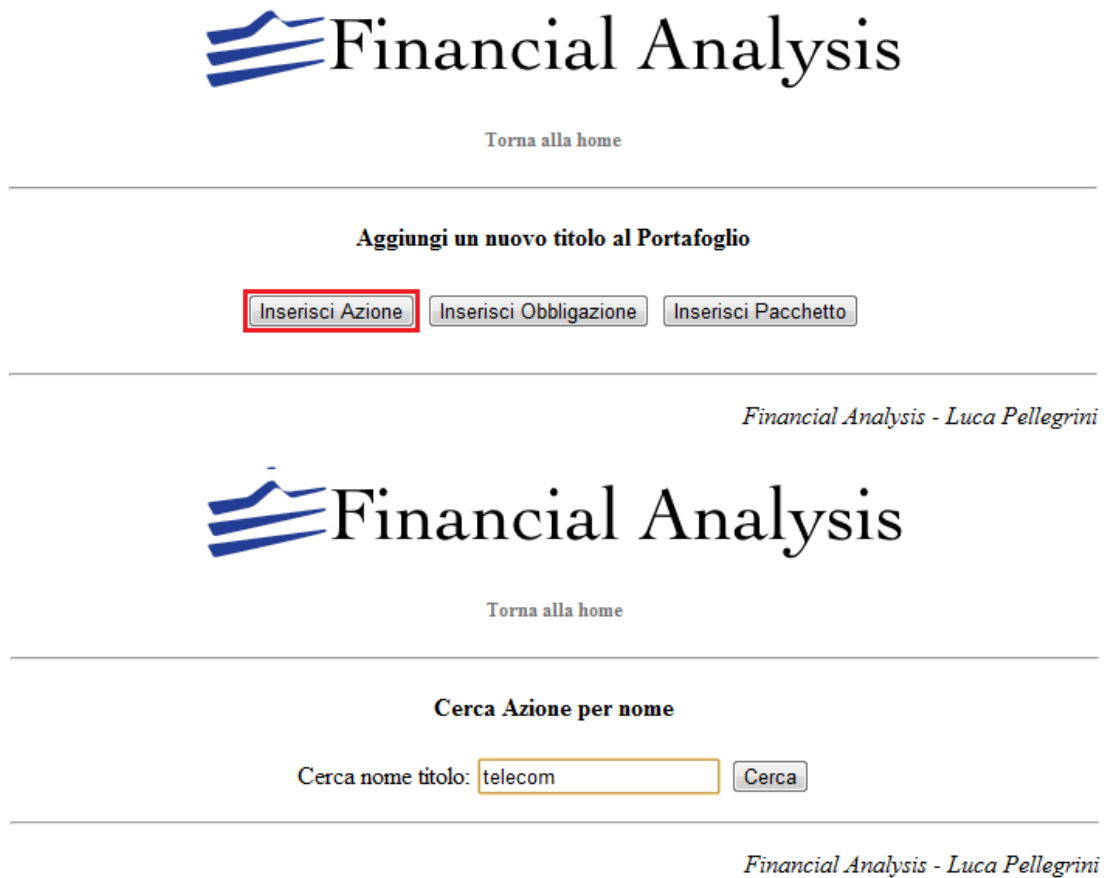 Financial Analysis
Torna alla home
Aggiungi un nuovo titolo al Portafoglio
Inserisci Azione Inserisci Obbligazione Inserisci Pacchetto
Financial Analysis - Luca Pellegrini
Financial Analysis
Torna alla home
Cerca Azione per nome
Cerca nome titolo: telecom Cerca
Financial Analysis - Luca Pellegrini